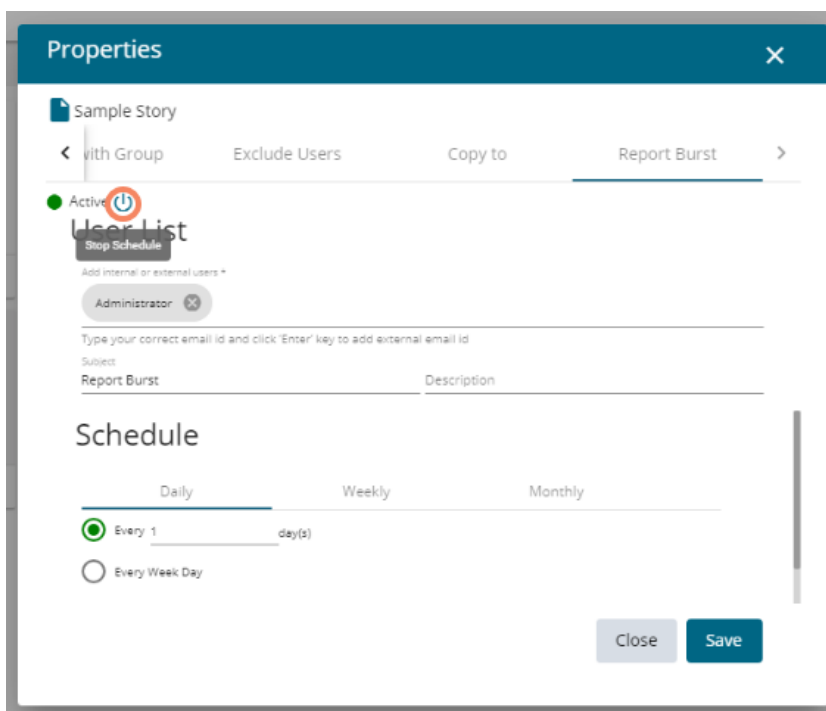 Properties
Sample Story
with Group Exclude Users Copy to Report Burst
Active
User List
Stop Schedule
Add internal or external users *
Administrator
Type your correct email id and click 'Enter' key to add external email id
Subject
Report Burst Description
Schedule
Daily Weekly Monthly
Every 1 day(s)
Every Week Day
Close Save